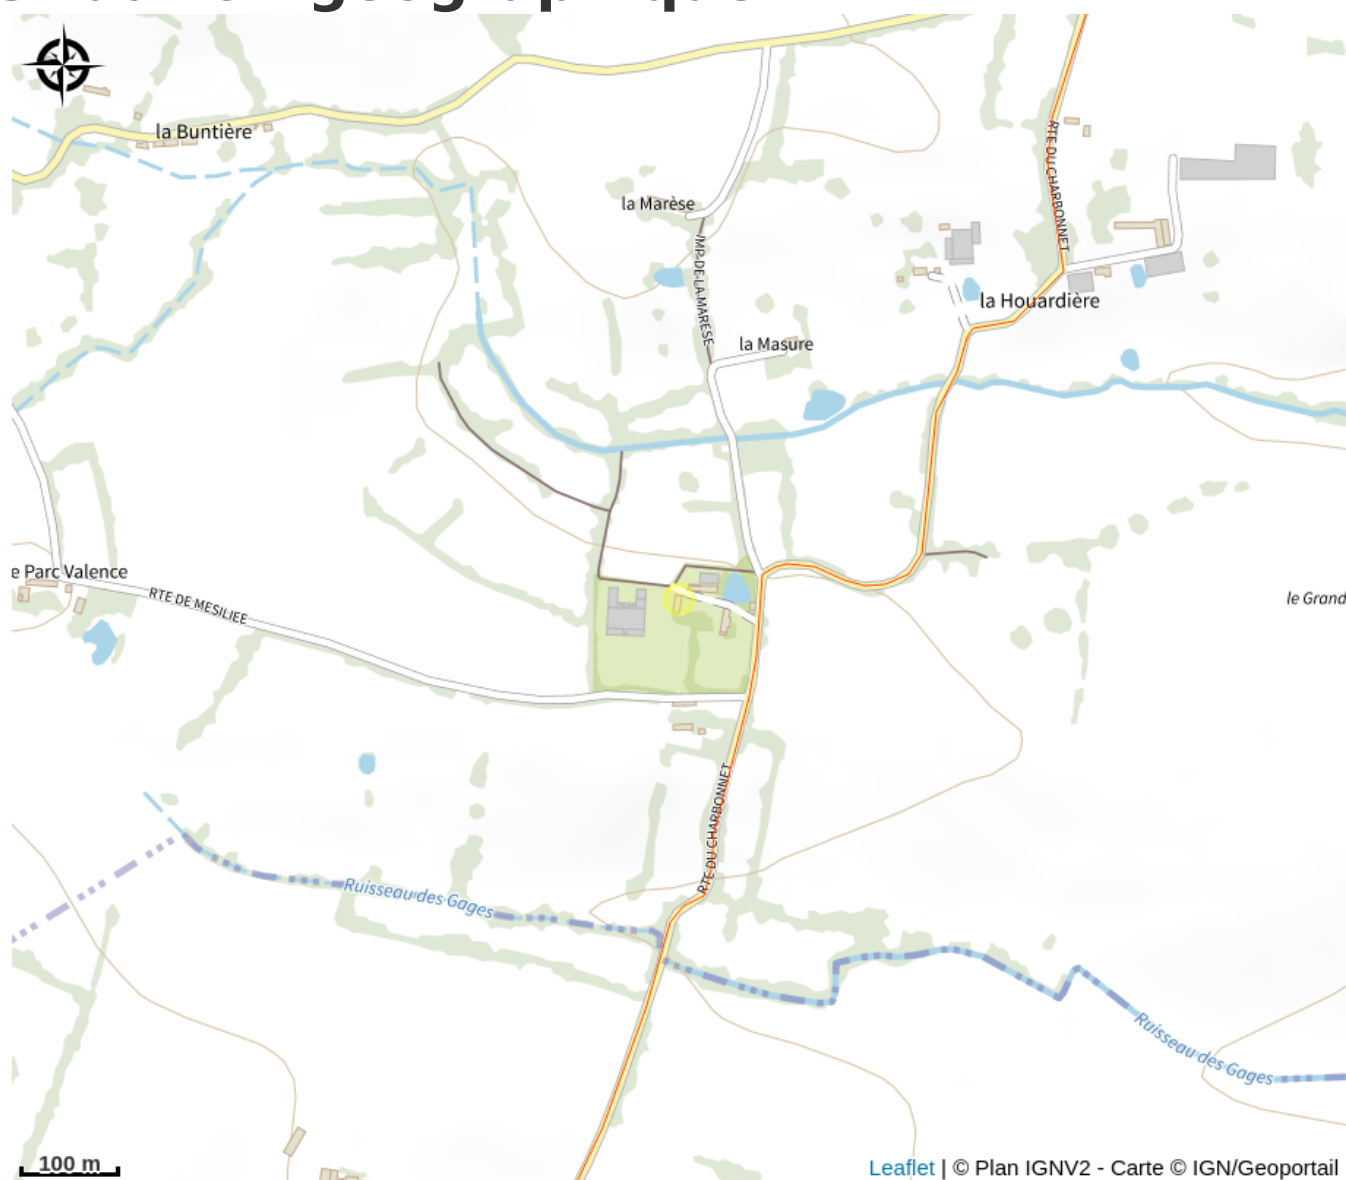 la Buntière
RTE DU CHARBONNET
la Marèse
IMP DE LA MARESE
la Houardière
la Masure
e Parc Valence
RTE DE MESILIEE
le Grand
RTE DU CHARBONNET
Ruisseau des Gages
Ruisseau des Gages
100 m
Leaflet | © Plan IGNV2 - Carte © IGN/Geoportail